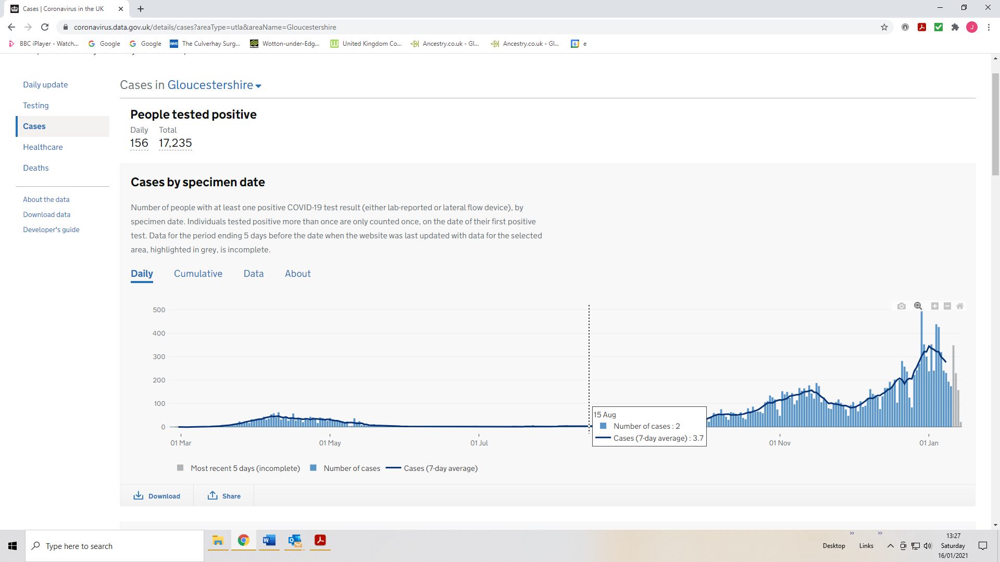 Cases | Coronavirus in the UK
coronavirus.data.gov.uk/details/cases?areaType=utla&areaName=Gloucestershire
J
BBC iPlayer - Watch... Google Google NHS The Culverhay Surg... Wotton-under-Edg... United Kingdom Co... Ancestry.co.uk - Gl... Ancestry.co.uk - Gl... 6 e
Daily update
Testing
Cases
Healthcare
Deaths
About the data
Download data
Developer's guide
Cases in Gloucestershire
People tested positive
Daily Total
156 17,235
Cases by specimen date
Number of people with at least one positive COVID-19 test result (either lab-reported or lateral flow device), by
specimen date. Individuals tested positive more than once are only counted once, on the date of their first positive
test. Data for the period ending 5 days before the date when the website was last updated with data for the selected
area, highlighted in grey, is incomplete.
Daily Cumulative Data About
500
400
300
200
100
0
15 Aug
Number of cases : 2
Cases (7-day average) : 3.7
01 Mar 01 May 01 Jul 01 Nov 01 Jan
Most recent 5 days (incomplete) Number of cases Cases (7-day average)
Download Share
Type here to search
Desktop Links
13:27
Saturday
16/01/2021